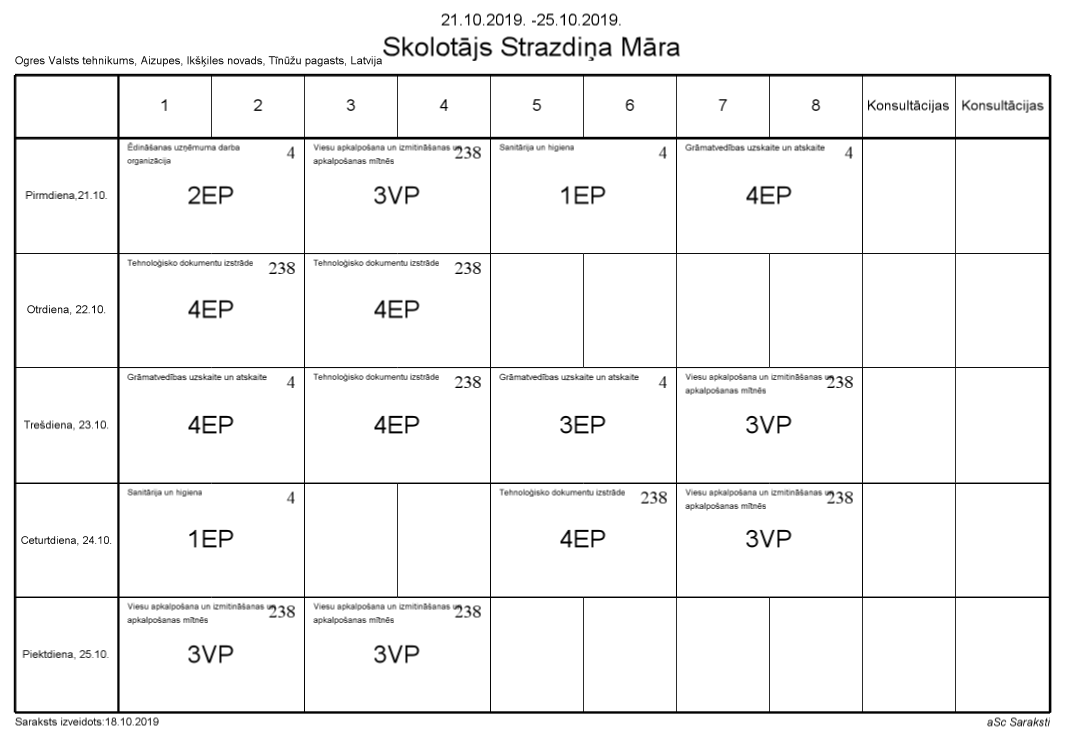 21.10.2019. -25.10.2019.
Skolotājs Strazdiņa Māra
Ogres Valsts tehnikums, Aizupes, Ikšķiles novads, Tīnūžu pagasts, Latvija
1 2 3 4 5 6 7 8 Konsultācijas Konsultācijas
Pirmdiena,21.10.
Ēdināšanas uzņēmuma darba
organizācija
4
2EP
Viesu apkalpošana un izmitināšanas un
apkalpošanas mītnēs
238
3VP
Sanitārija un higiena
4
1EP
Grāmatvedības uzskaite un atskaite
4
4EP
Otrdiena, 22.10.
Tehnoloģisko dokumentu izstrāde
238
4EP
Tehnoloģisko dokumentu izstrāde
238
4EP
Trešdiena, 23.10.
Grāmatvedības uzskaite un atskaite
4
4EP
Tehnoloģisko dokumentu izstrāde
238
4EP
Grāmatvedības uzskaite un atskaite
4
3EP
Viesu apkalpošana un izmitināšanas un
apkalpošanas mītnēs
238
3VP
Ceturtdiena, 24.10.
Sanitārija un higiena
4
1EP
Tehnoloģisko dokumentu izstrāde
238
4EP
Viesu apkalpošana un izmitināšanas un
apkalpošanas mītnēs
238
3VP
Piektdiena, 25.10.
Viesu apkalpošana un izmitināšanas un
apkalpošanas mītnēs
238
3VP
Viesu apkalpošana un izmitināšanas un
apkalpošanas mītnēs
238
3VP
Saraksts izveidots:18.10.2019
aSc Saraksti